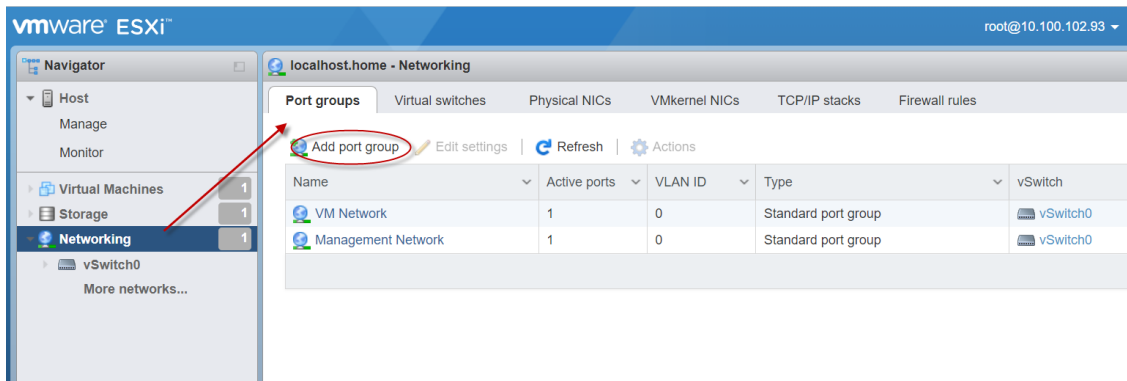 vmware ESXi™
root@10.100.102.93
Navigator
Host
Manage
Monitor
Virtual Machines 1
Storage 1
Networking 1
vSwitch0
More networks...
localhost.home - Networking
Port groups Virtual switches Physical NICs VMkernel NICs TCP/IP stacks Firewall rules
Add port group Edit settings Refresh Actions
Name Active ports VLAN ID Type vSwitch
VM Network 1 0 Standard port group vSwitch0
Management Network 1 0 Standard port group vSwitch0